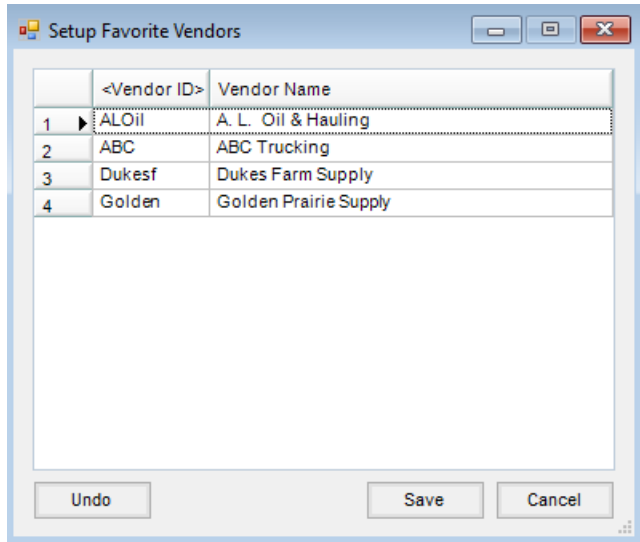 Setup Favorite Vendors
<Vendor ID> Vendor Name
1 ALOil A. L. Oil & Hauling
2 ABC ABC Trucking
3 Dukesf Dukes Farm Supply
4 Golden Golden Prairie Supply
Undo Save Cancel